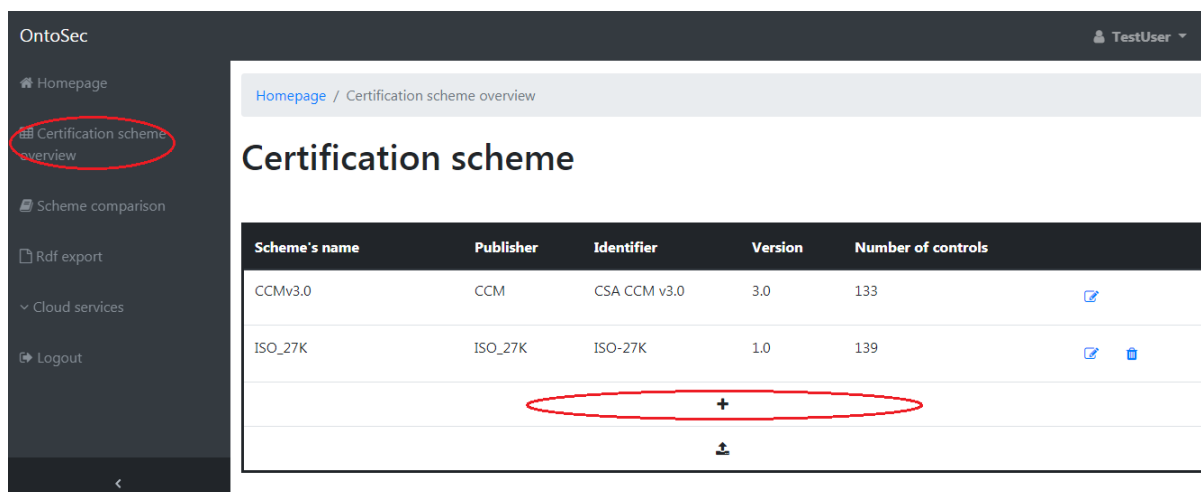 OntoSec
TestUser
Homepage
Certification scheme
overview
Scheme comparison
Rdf export
Cloud services
Logout
Homepage / Certification scheme overview
Certification scheme
Scheme's name Publisher Identifier Version Number of controls
CCMv3.0 CCM CSA CCM v3.0 3.0 133
ISO_27K ISO_27K ISO-27K 1.0 139